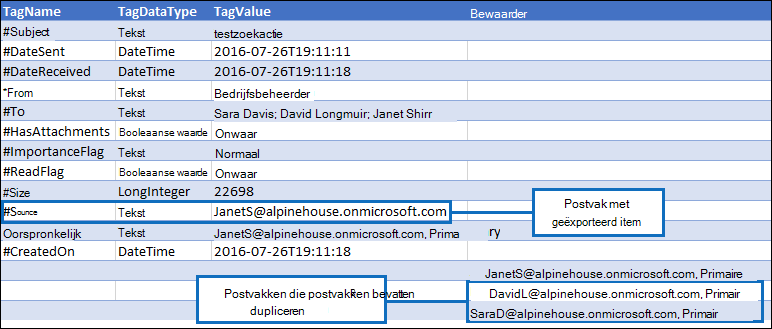 TagName TagDataType TagValue Bewaarder
#Subject Tekst testzoekactie
#DateSent DateTime 2016-07-26T19:11:11
#DateReceived DateTime 2016-07-26T19:11:18
*From Tekst Bedrijfsbeheerder
#To Tekst Sara Davis; David Longmuir; Janet Shirr
#HasAttachments Booleaanse waarde Onwaar
#ImportanceFlag Tekst Normaal
#ReadFlag Booleaanse waarde Onwaar
#Size LongInteger 22698
#Sounce Tekst JanetS@alpinehouse.onmicrosoft.com
Postvak met
geëxporteerd item
Oorspronkelijk Tekst JanetS@alpinehouse.onmicrosoft.com, Prima ry
#CreatedOn DateTime 2016-07-26T19:11:18
JanetS@alpinehouse.onmicrosoft.com, Primaire
Postvakken die postvakken bevatten
dupliceren
DavidL@alpinehouse.onmicrosoft.com, Primair
SaraD@alpinehouse.onmicrosoft.com, Primair